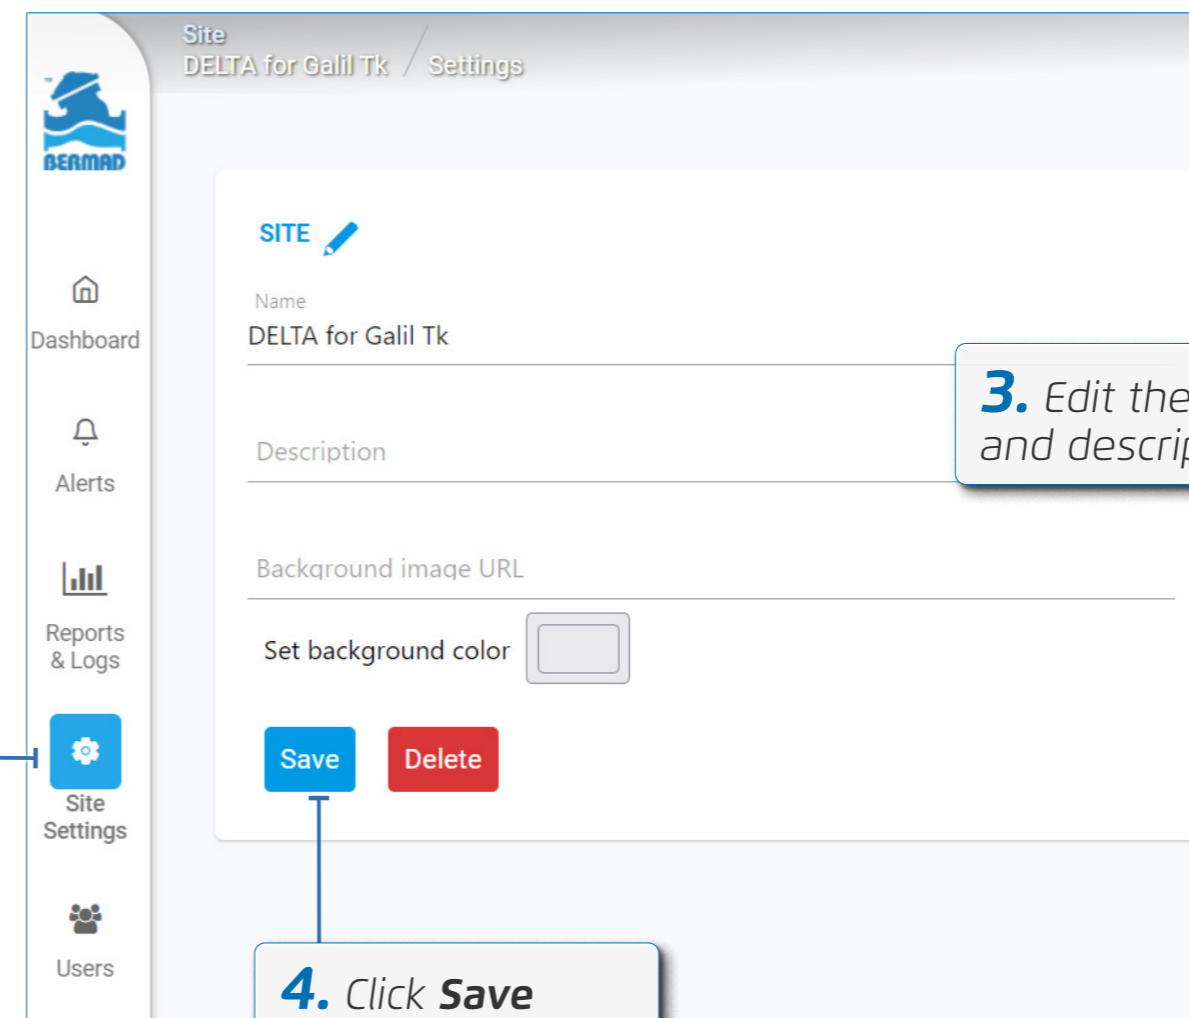 Site
DELTA for Galil Tk / Settings
BERMAD
SITE
Name
DELTA for Galil Tk
Dashboard
3. Edit the
and descrip
Description
Alerts
Background image URL
Reports
& Logs
Set background color
Save Delete
Site
Settings
Users
4. Click Save